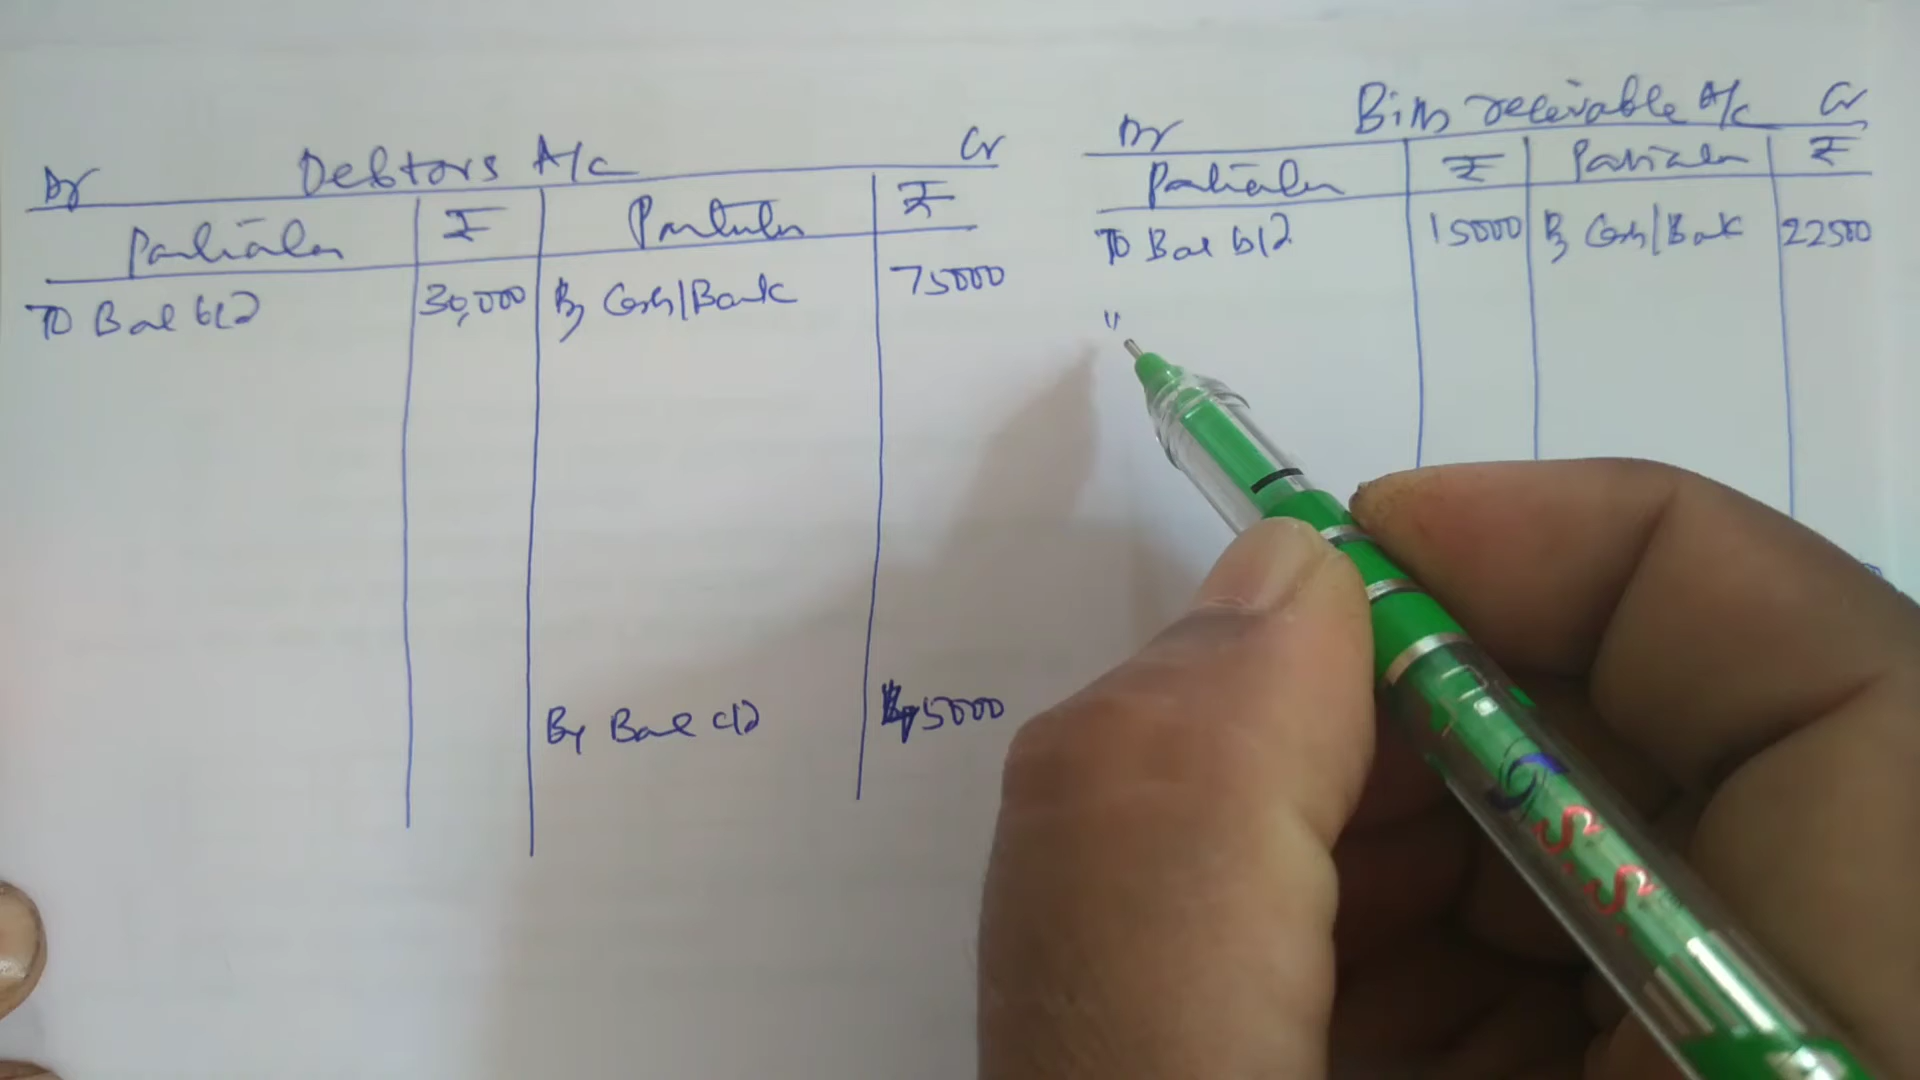 Dr Debtors A/c Cr
Particulars ₹ Particulars ₹
To Bal b/d 30,000 By Cash/Bank 75000
By Bal c/d 45000
Dr Bills receivable A/c Cr
Particulars ₹ Particulars ₹
To Bal b/d 15000 By Cash/Bank 22500
"
S.S.